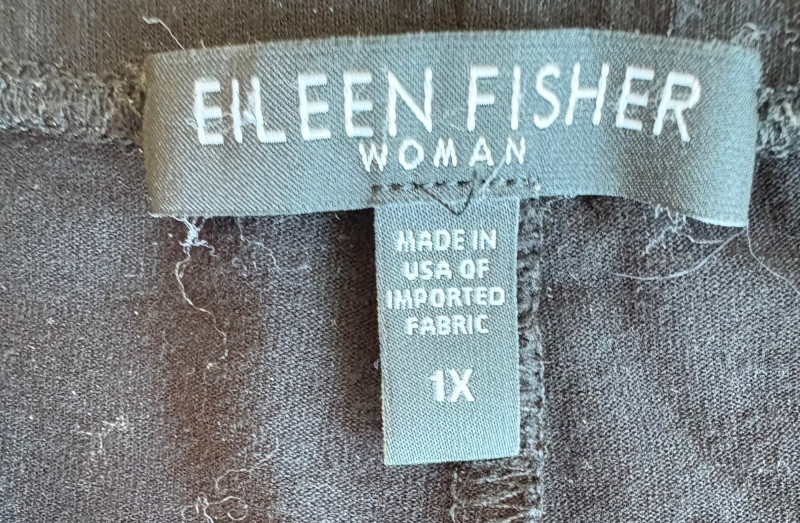 EILEEN FISHER
WOMAN
MADE IN
USA OF
IMPORTED
FABRIC
1X